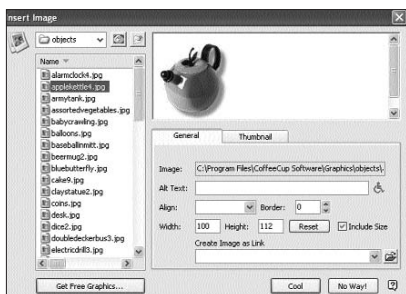 nsert Image
objects
Name
alarmclock4.jpg
applekettle4.jpg
armytank.jpg
assortedvegetables.jpg
babycrawling.jpg
balloons.jpg
baseballinmitt.jpg
beermug2.jpg
bluebutterfly.jpg
cake9.jpg
claystatue2.jpg
coins.jpg
desk.jpg
dice2.jpg
doubledeckerbus3.jpg
electricdrill3.jpg
Get Free Graphics...
General Thumbnail
Image: C:\Program Files\CoffeeCup Software\Graphics\objects\
Alt Text:
Align: Border: 0
Width: 100 Height: 112 Reset Include Size
Create Image as Link
Cool No Way!